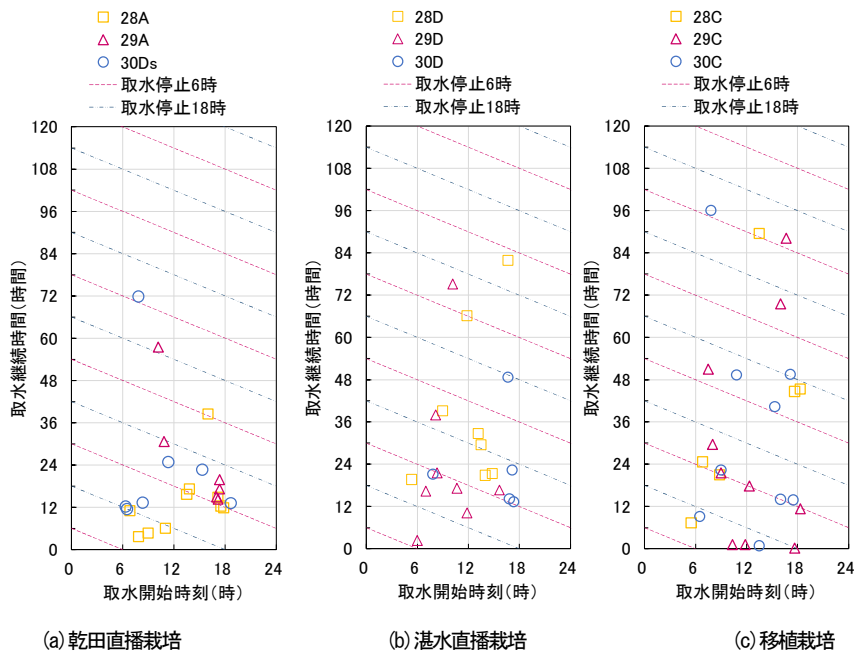 28A
29A
30Ds
取水停止6時
取水停止18時
120
108
96
84
72
60
48
36
24
12
0
0 6 12 18 24
取水継続時間(時間)
取水開始時刻(時)
(a)乾田直播栽培
28D
29D
30D
取水停止6時
取水停止18時
120
108
96
84
72
60
48
36
24
12
0
0 6 12 18 24
取水継続時間(時間)
取水開始時刻(時)
(b)湛水直播栽培
28C
29C
30C
取水停止6時
取水停止18時
120
108
96
84
72
60
48
36
24
12
0
0 6 12 18 24
取水継続時間(時間)
取水開始時刻(時)
(c)移植栽培